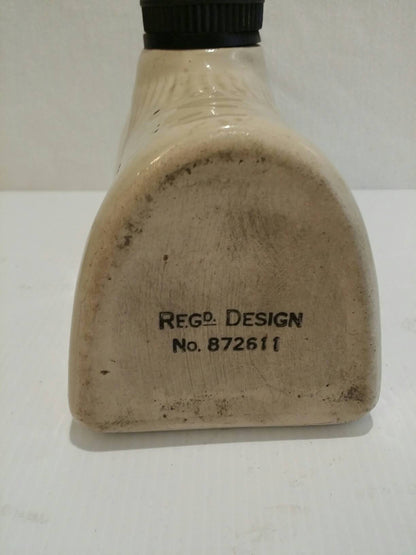 REGD. DESIGN
No. 872611